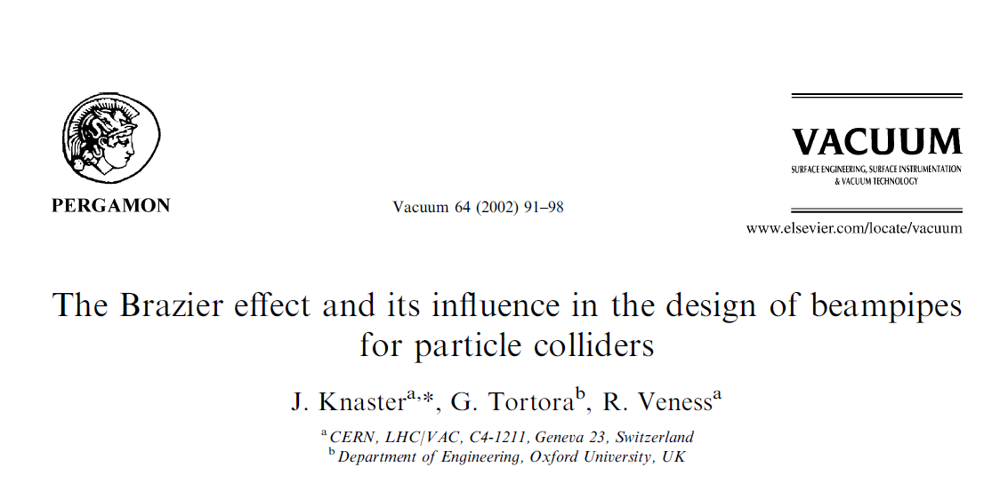 PERGAMON
Vacuum 64 (2002) 91–98
VACUUM
SURFACE ENGINEERING, SURFACE INSTRUMENTATION
& VACUUM TECHNOLOGY
www.elsevier.com/locate/vacuum
The Brazier effect and its influence in the design of beampipes
for particle colliders
J. Knaster^a,*, G. Tortora^b, R. Veness^a
^a CERN, LHC/VAC, C4-1211, Geneva 23, Switzerland
^b Department of Engineering, Oxford University, UK